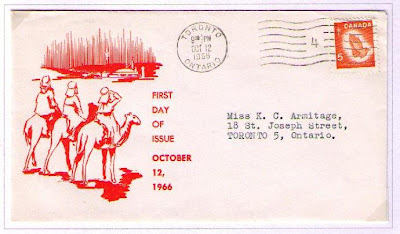 TORONTO
PM
OCT 12
1966
ONTARIO
4
CANADA
5
FIRST
DAY
OF
ISSUE
OCTOBER
12,
1966
Miss K. C. Armitage,
18 St. Joseph Street,
TORONTO 5, Ontario.